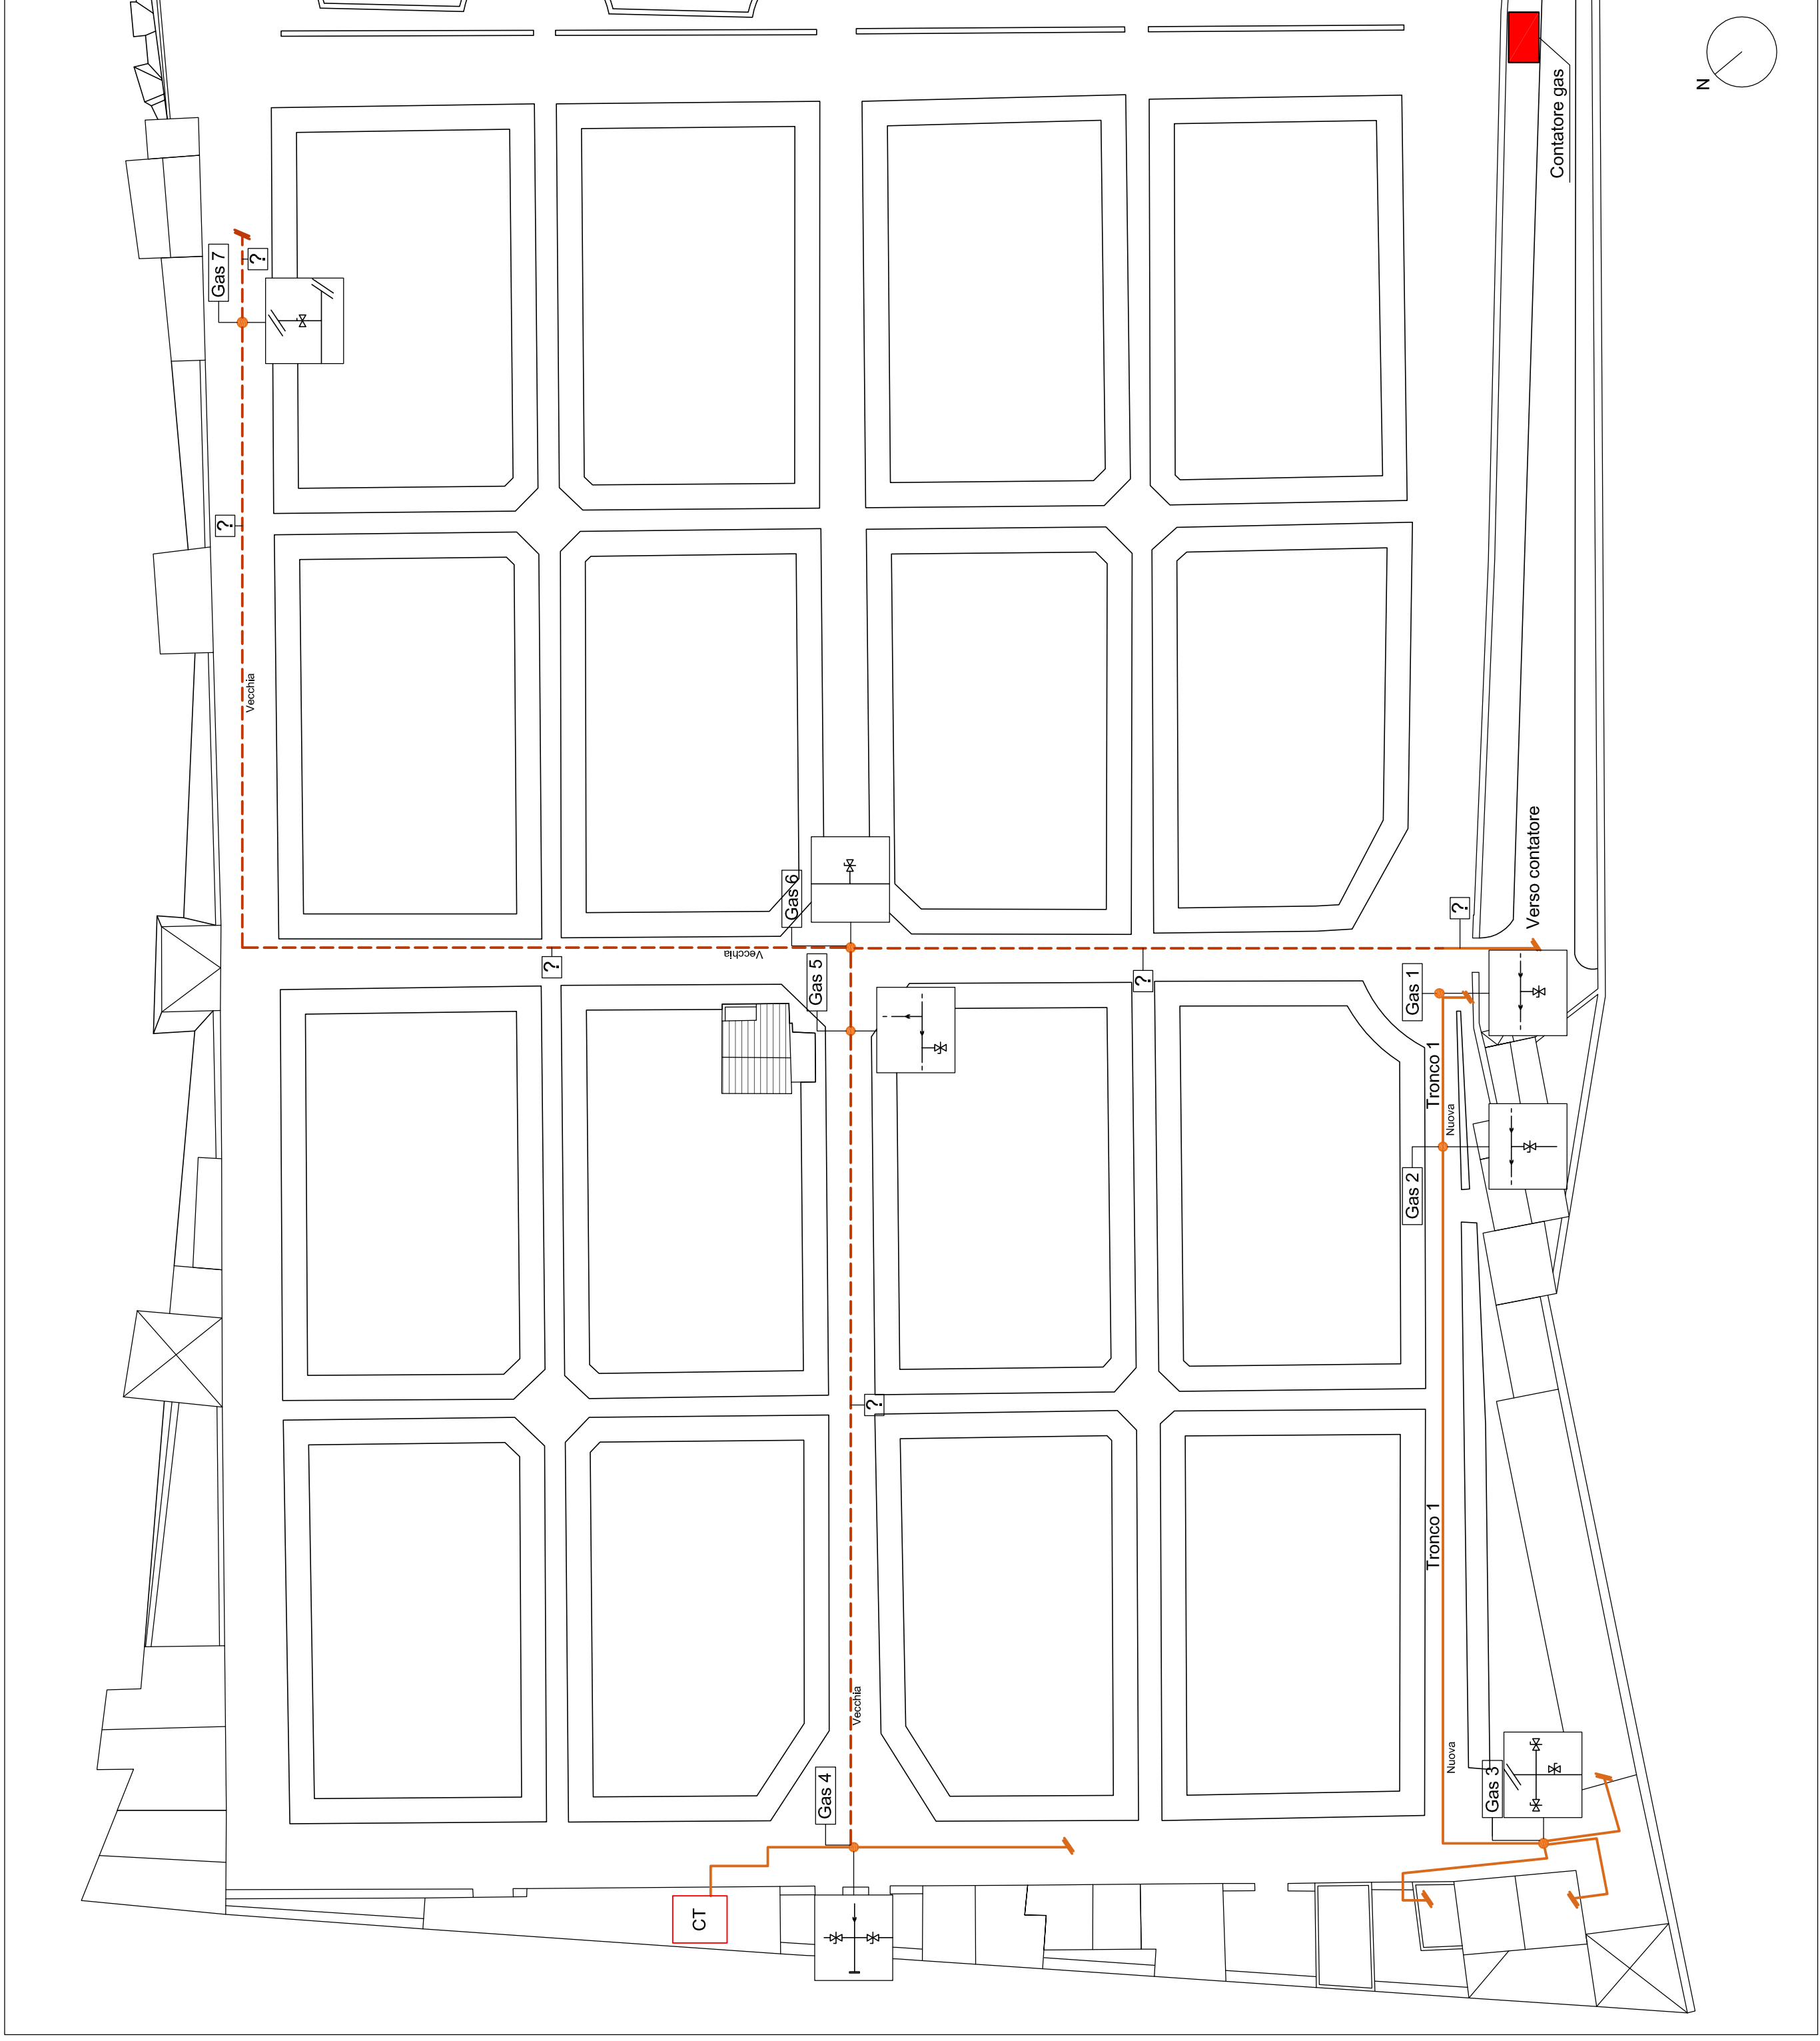 N
Contatore gas
Gas 7
?
?
Vecchia
Gas 6
Verso contatore
?
Vecchia
?
Gas 5
?
Gas 1
Tronco 1
Nuova
Gas 2
?
Tronco 1
Vecchia
Nuova
Gas 4
Gas 3
CT